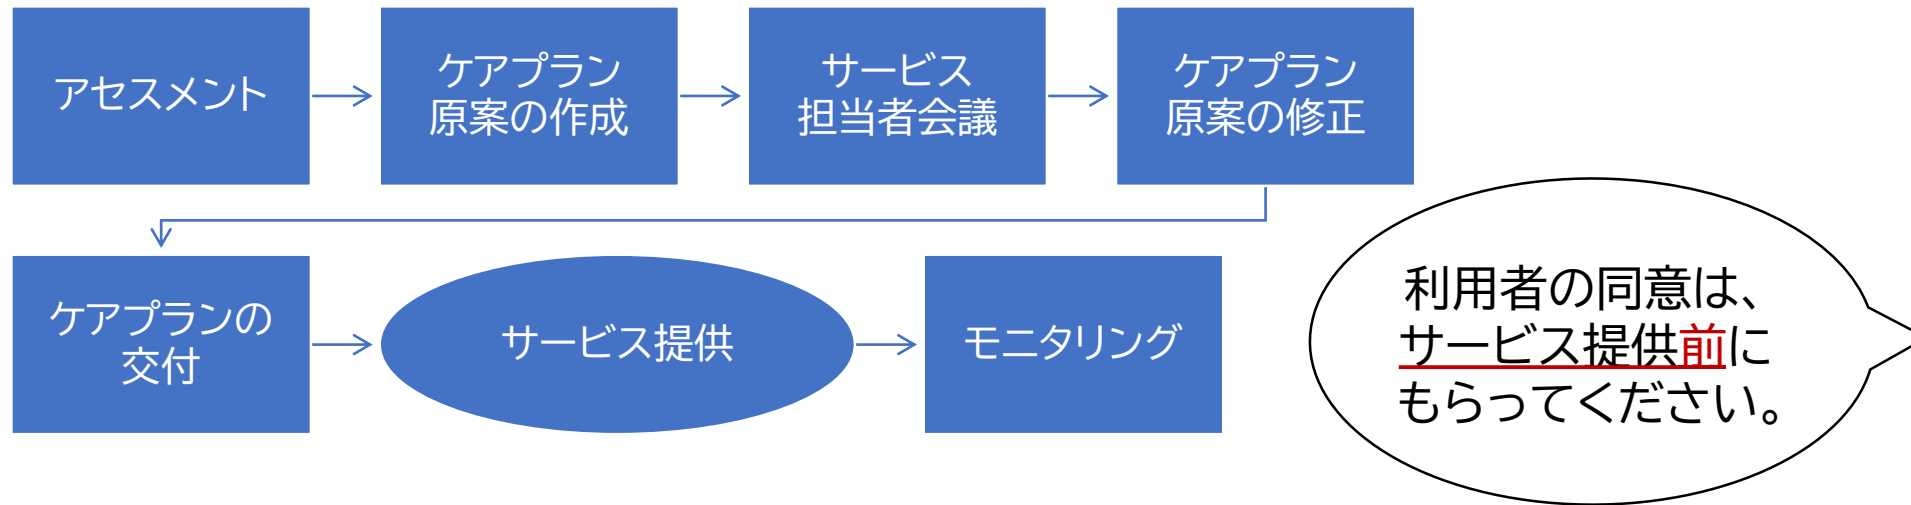 アセスメント
ケアプラン
原案の作成
サービス
担当者会議
ケアプラン
原案の修正
ケアプランの
交付
サービス提供
モニタリング
利用者の同意は、
サービス提供前に
もらってください。